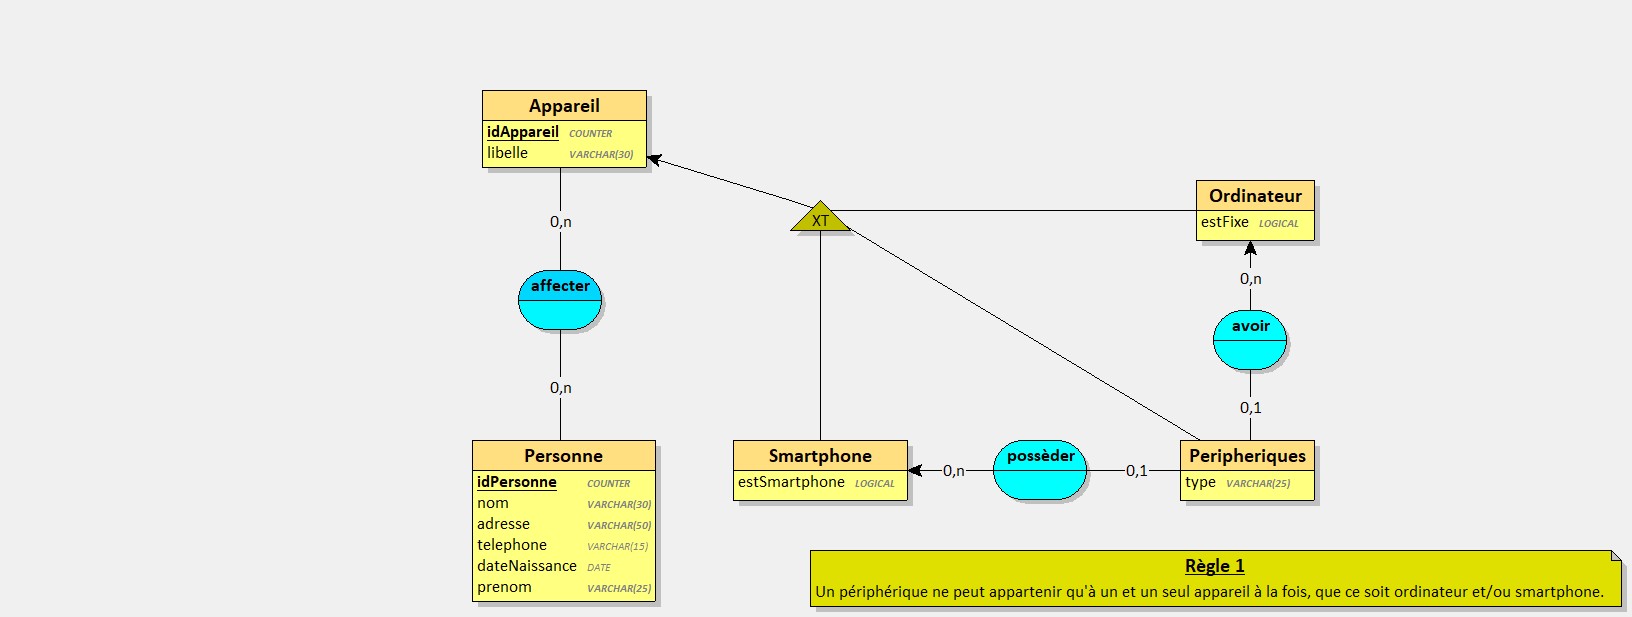 Appareil
idAppareil COUNTER
libelle VARCHAR(30)
0,n
affecter
0,n
Personne
idPersonne COUNTER
nom VARCHAR(30)
adresse VARCHAR(50)
telephone VARCHAR(15)
dateNaissance DATE
prenom VARCHAR(25)
XT
Ordinateur
estFixe LOGICAL
0,n
avoir
0,1
Smartphone
estSmartphone LOGICAL
0,n
possèder
0,1
Peripheriques
type VARCHAR(25)
Règle 1
Un périphérique ne peut appartenir qu'à un et un seul appareil à la fois, que ce soit ordinateur et/ou smartphone.